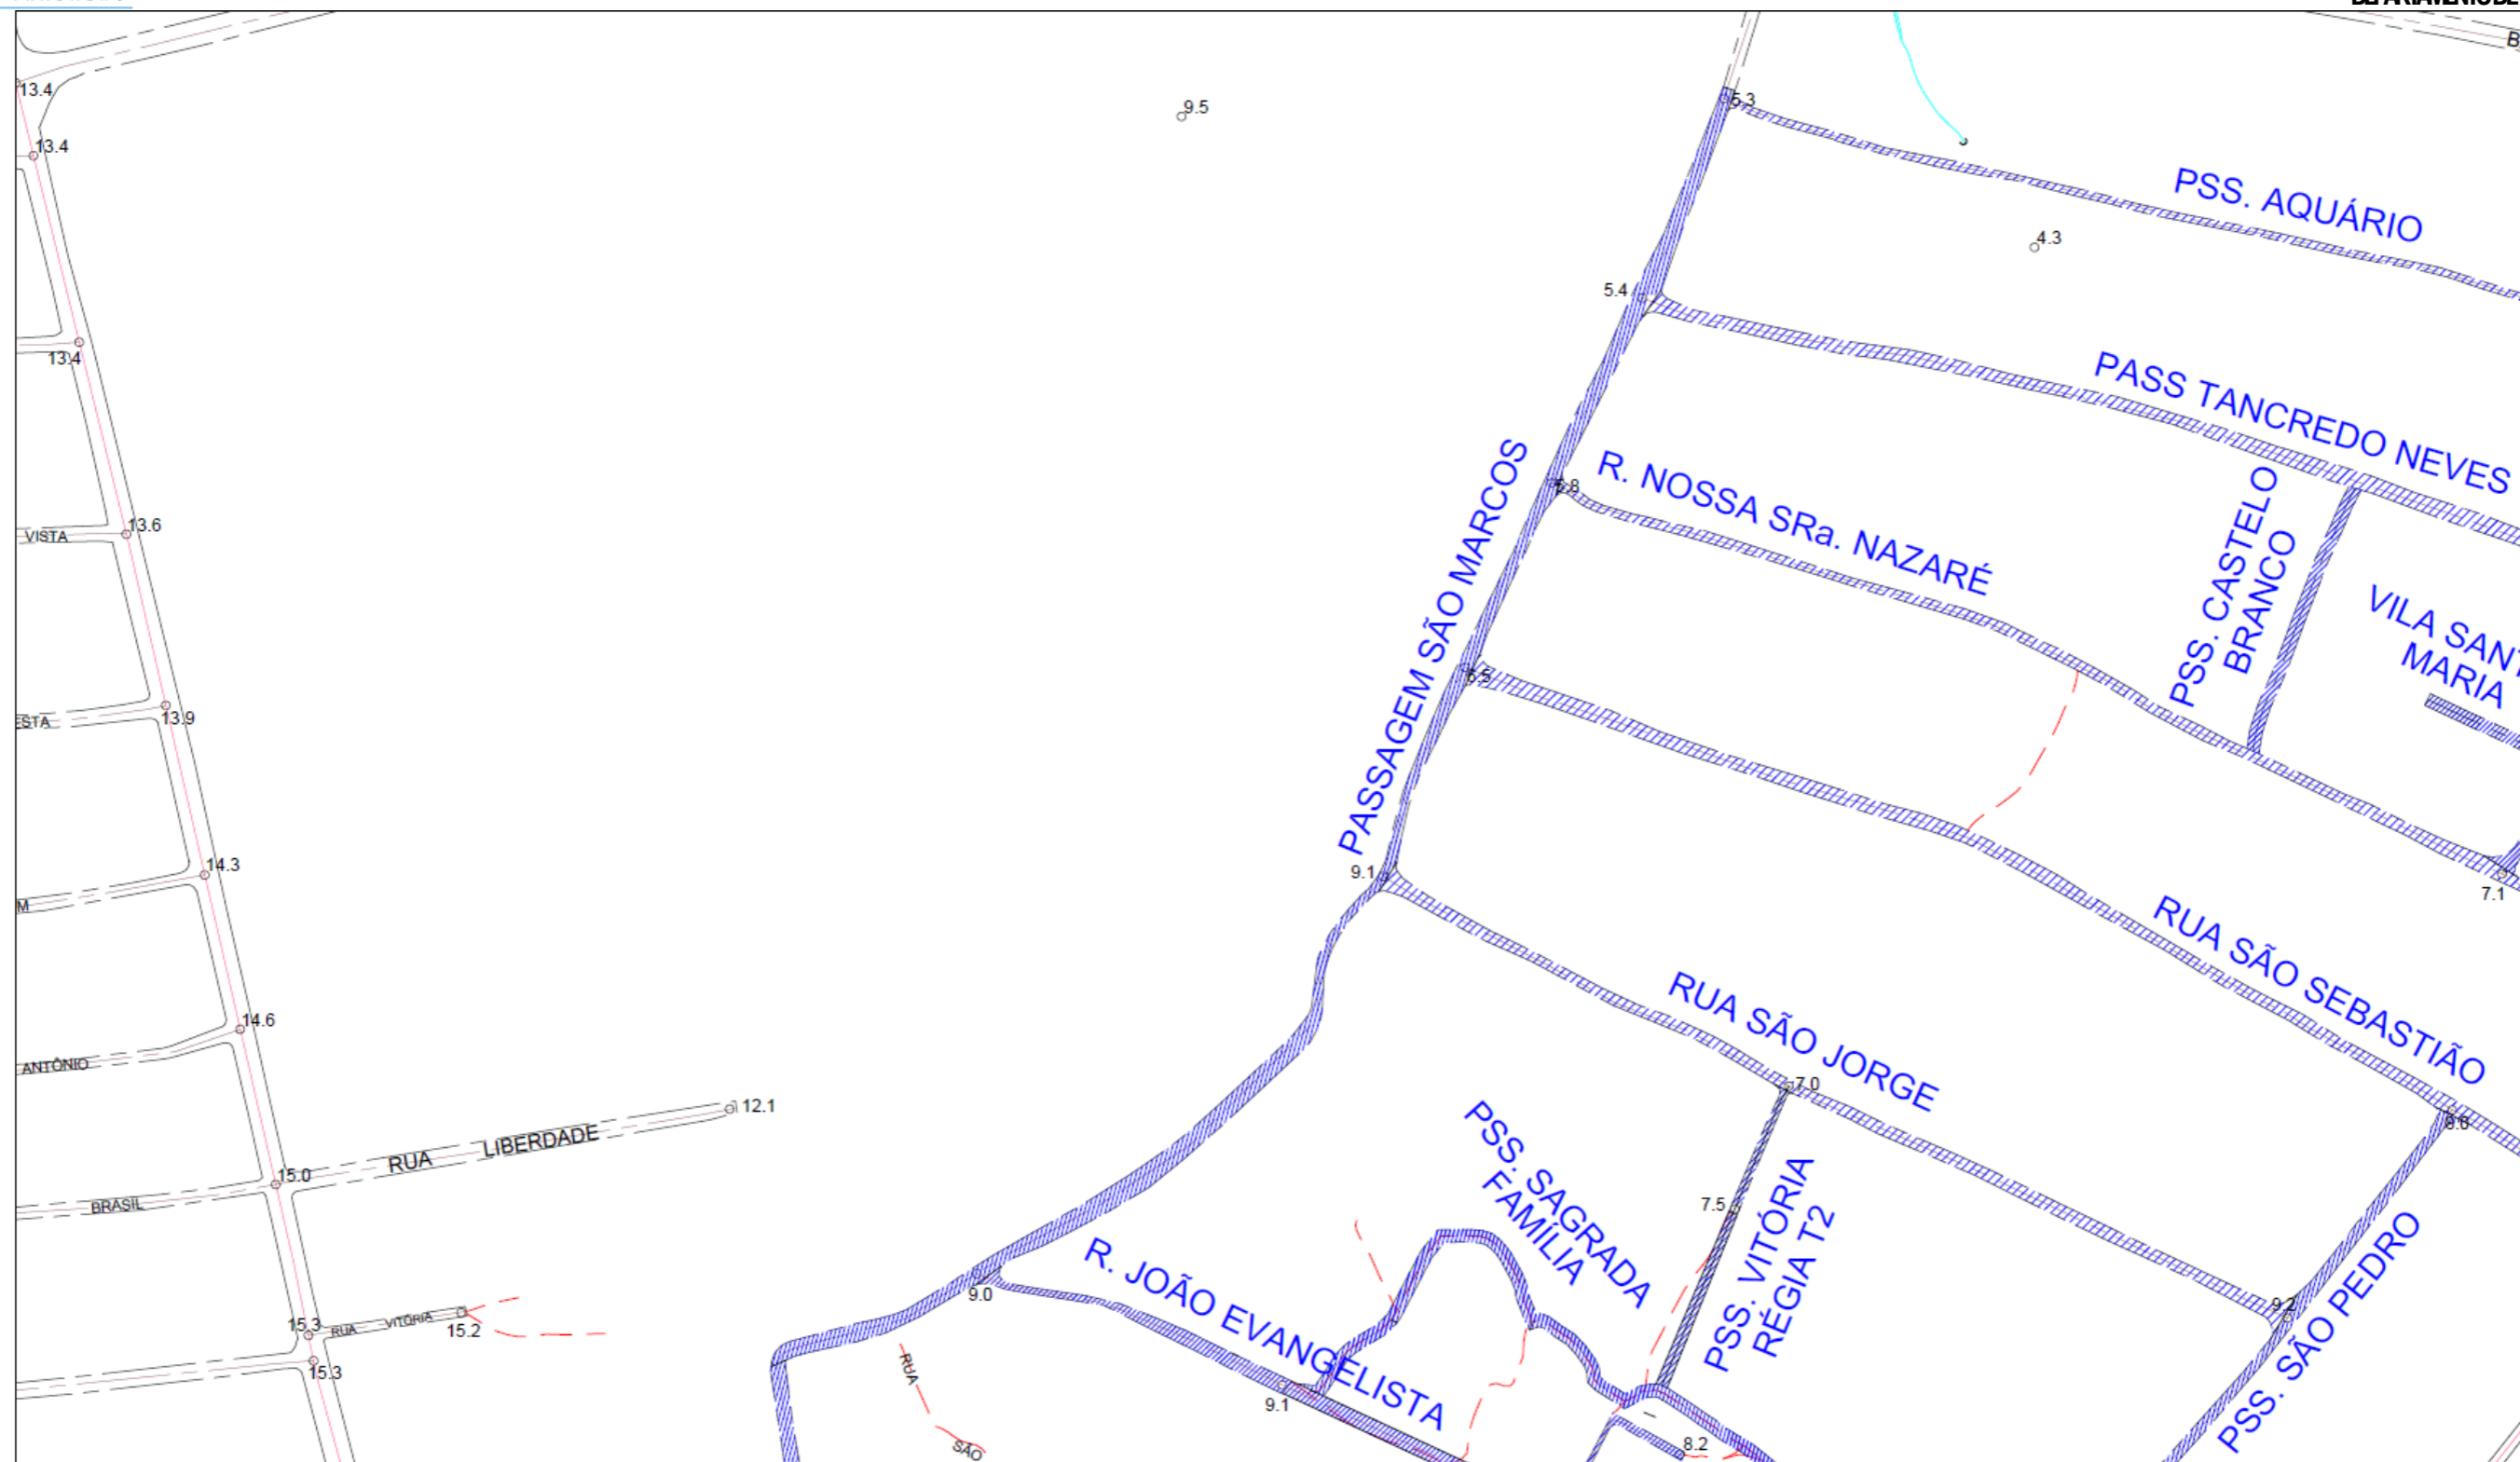 B
13.4
9.5
5.3
13.4
PSS. AQUÁRIO
4.3
5.4
13.4
PASS TANCREDO NEVES
R. NOSSA SRa. NAZARÉ
5.8
PASSAGEM SÃO MARCOS
PSS. CASTELO
BRANCO
13.6
VISTA
VILA SANT
MARIA
6.5
ESTA
13.9
14.3
9.1
7.1
M
RUA SÃO SEBASTIÃO
RUA SÃO JORGE
14.6
ANTÔNIO
7.0
12.1
RUA LIBERDADE
PSS. SAGRADA
FAMÍLIA
PSS. VITÓRIA
RÉGIA T2
15.0
BRASIL
7.5
PSS. SÃO PEDRO
R. JOÃO EVANGELISTA
9.0
9.2
15.3
RUA VITÓRIA
15.2
15.3
RUA
SÃO
9.1
8.2